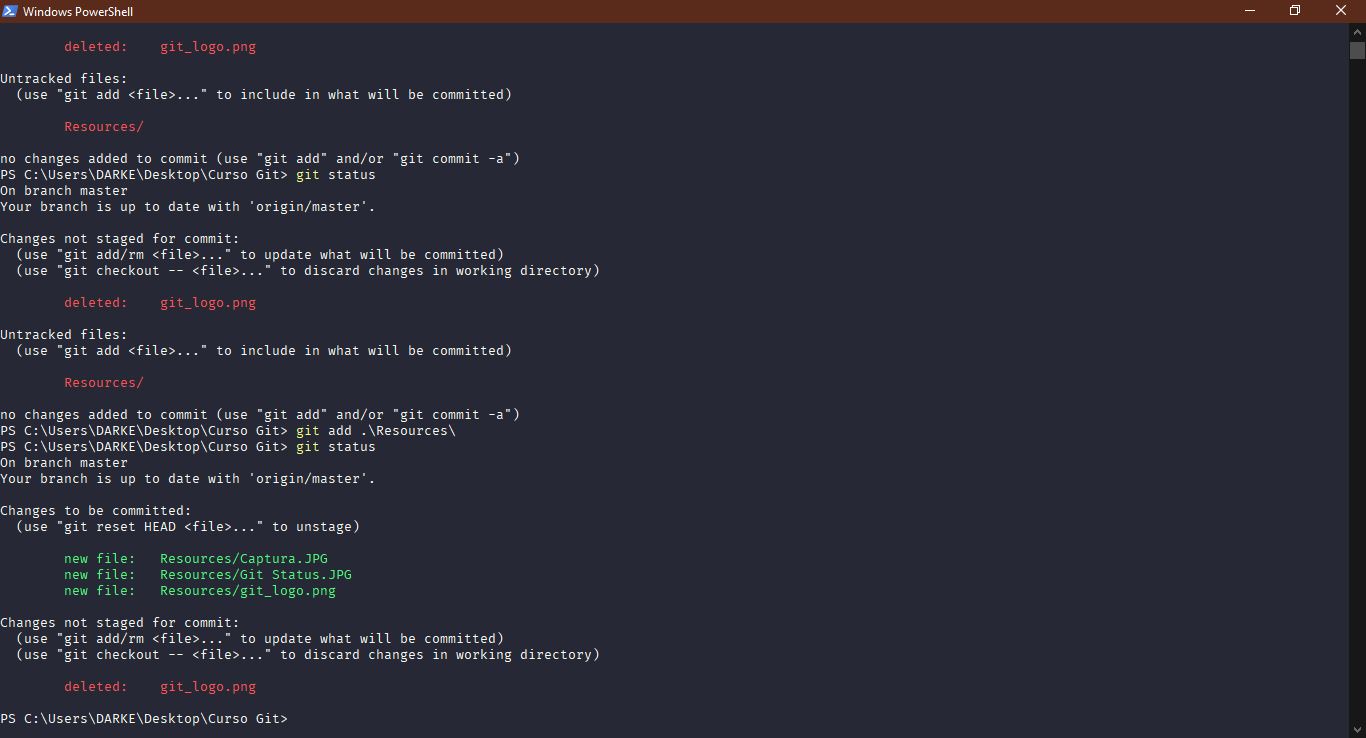 Windows PowerShell
        deleted:    git_logo.png
Untracked files:
  (use "git add <file>..." to include in what will be committed)
        Resources/
no changes added to commit (use "git add" and/or "git commit -a")
PS C:\Users\DARKE\Desktop\Curso Git> git status
On branch master
Your branch is up to date with 'origin/master'.
Changes not staged for commit:
  (use "git add/rm <file>..." to update what will be committed)
  (use "git checkout -- <file>..." to discard changes in working directory)
        deleted:    git_logo.png
Untracked files:
  (use "git add <file>..." to include in what will be committed)
        Resources/
no changes added to commit (use "git add" and/or "git commit -a")
PS C:\Users\DARKE\Desktop\Curso Git> git add .\Resources\
PS C:\Users\DARKE\Desktop\Curso Git> git status
On branch master
Your branch is up to date with 'origin/master'.
Changes to be committed:
  (use "git reset HEAD <file>..." to unstage)
        new file:   Resources/Captura.JPG
        new file:   Resources/Git Status.JPG
        new file:   Resources/git_logo.png
Changes not staged for commit:
  (use "git add/rm <file>..." to update what will be committed)
  (use "git checkout -- <file>..." to discard changes in working directory)
        deleted:    git_logo.png
PS C:\Users\DARKE\Desktop\Curso Git>